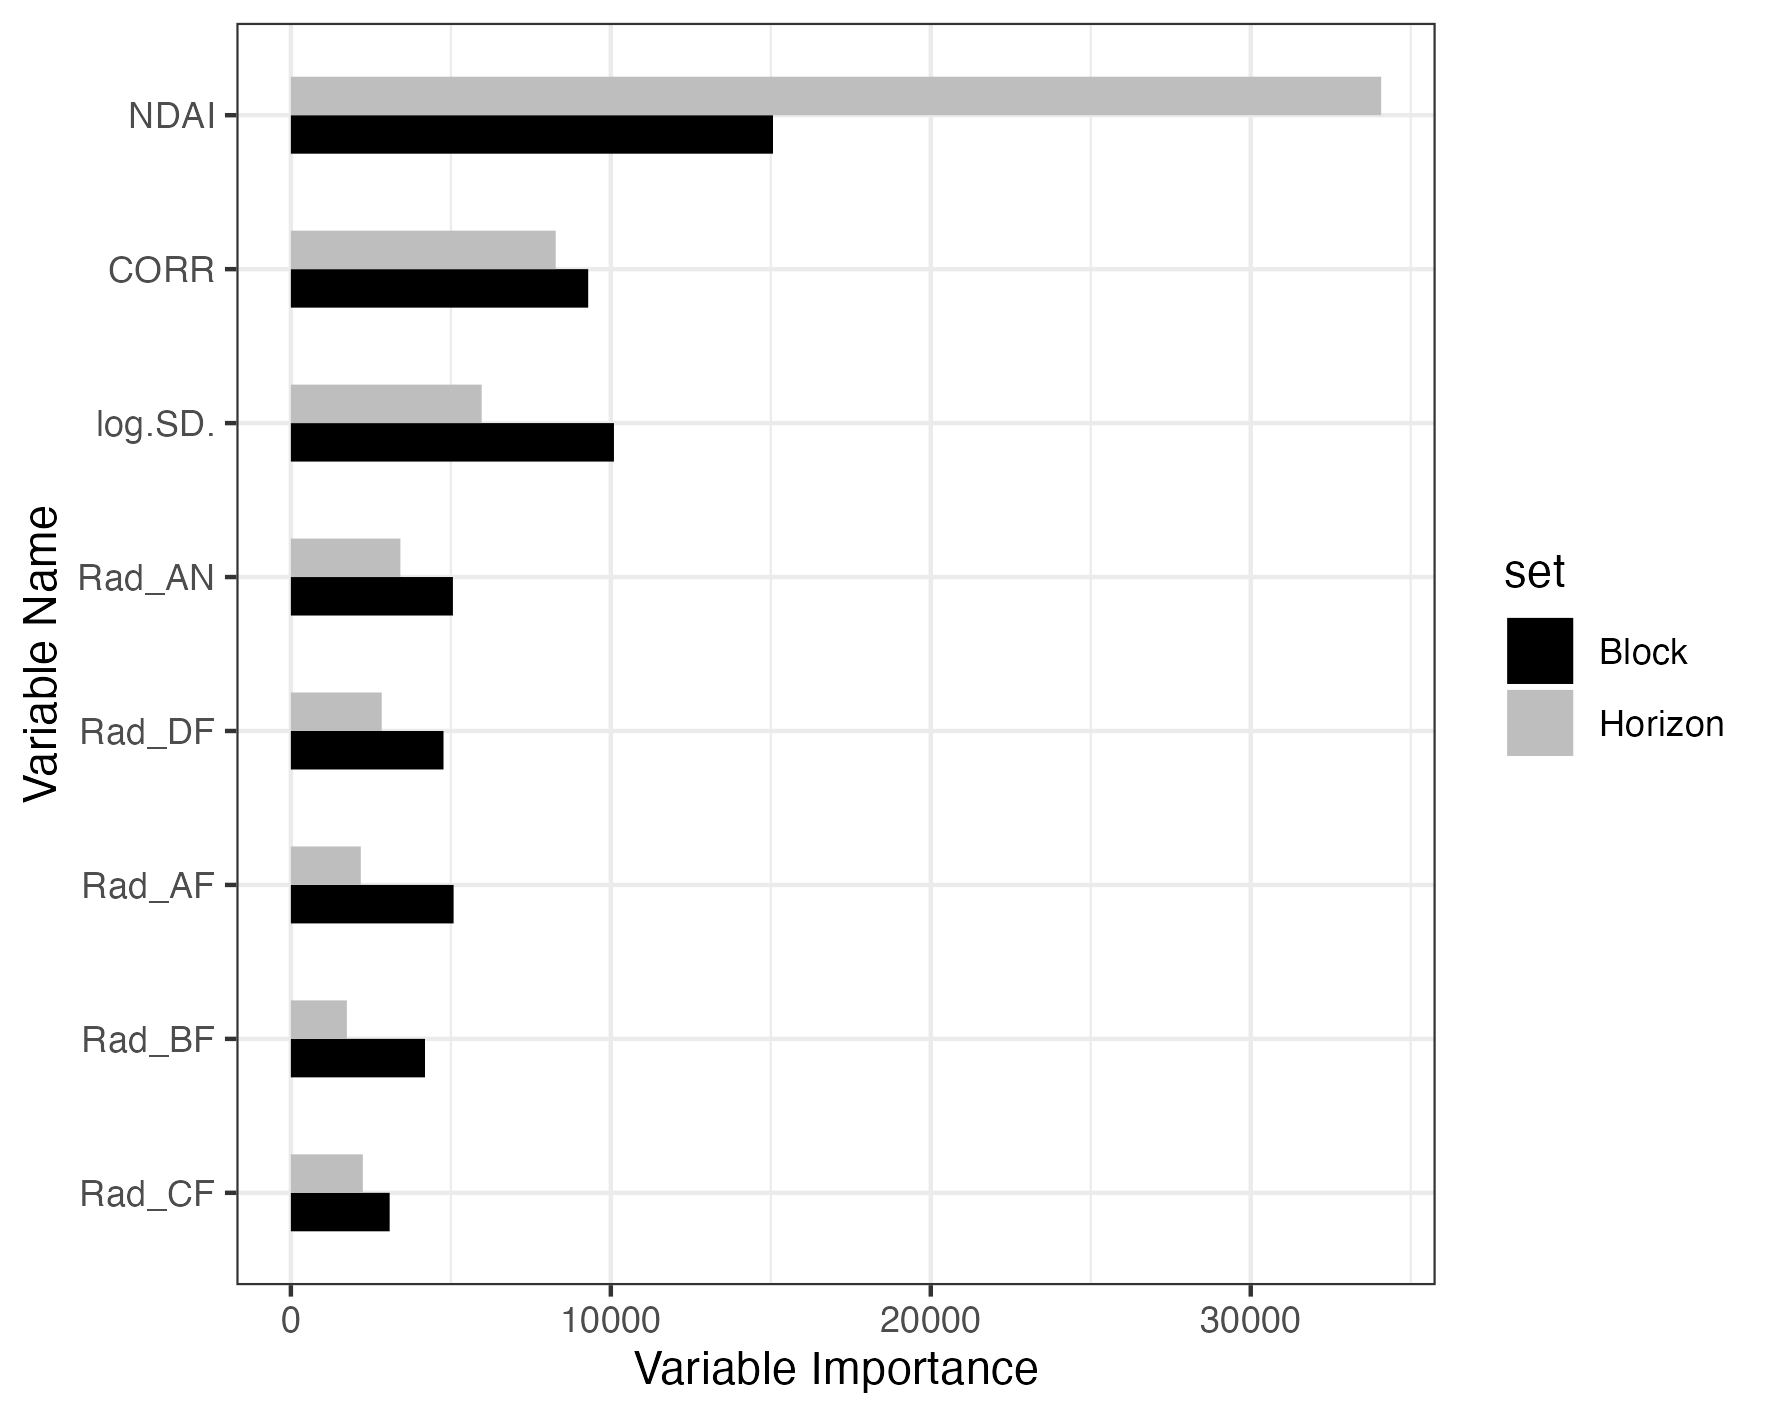 NDAI
CORR
log.SD.
Rad_AN
Rad_DF
Rad_AF
Rad_BF
Rad_CF
Variable Name
0 10000 20000 30000
Variable Importance
set
Block
Horizon